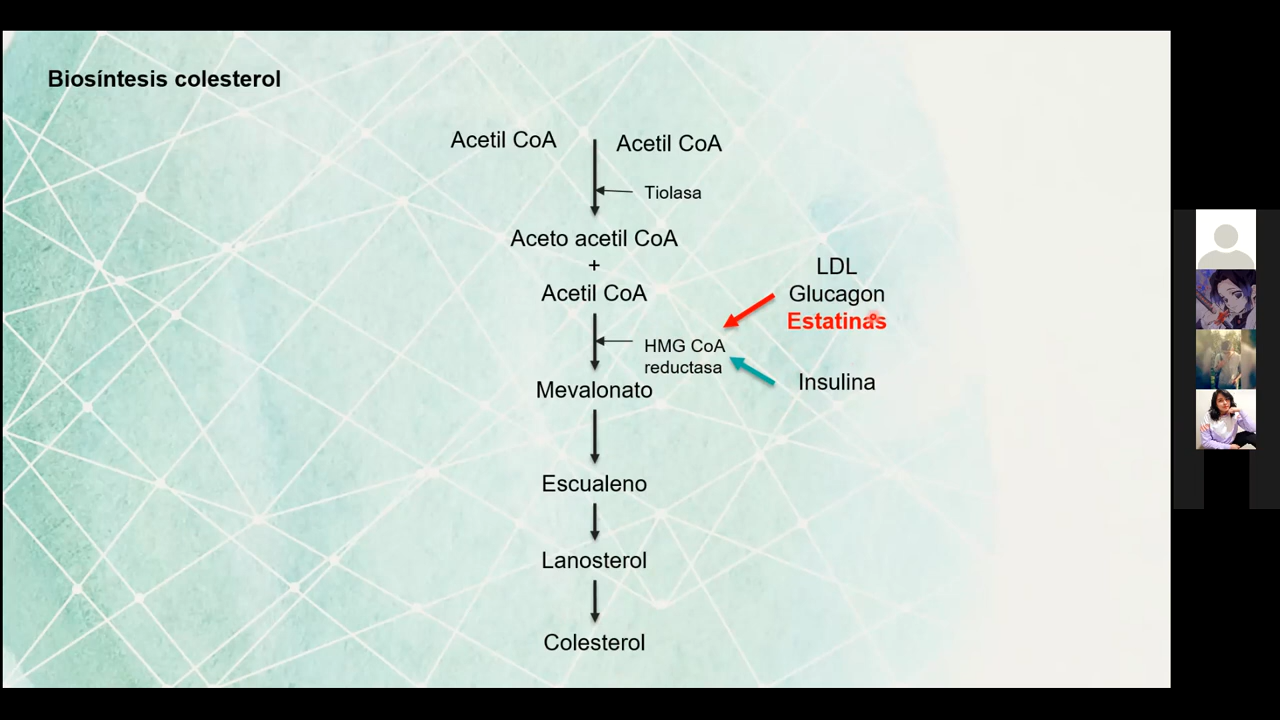 Biosíntesis colesterol
Acetil CoA
Acetil CoA
Tiolasa
Aceto acetil CoA
+
Acetil CoA
LDL
Glucagon
Estatinas
HMG CoA
reductasa
Insulina
Mevalonato
Escualeno
Lanosterol
Colesterol